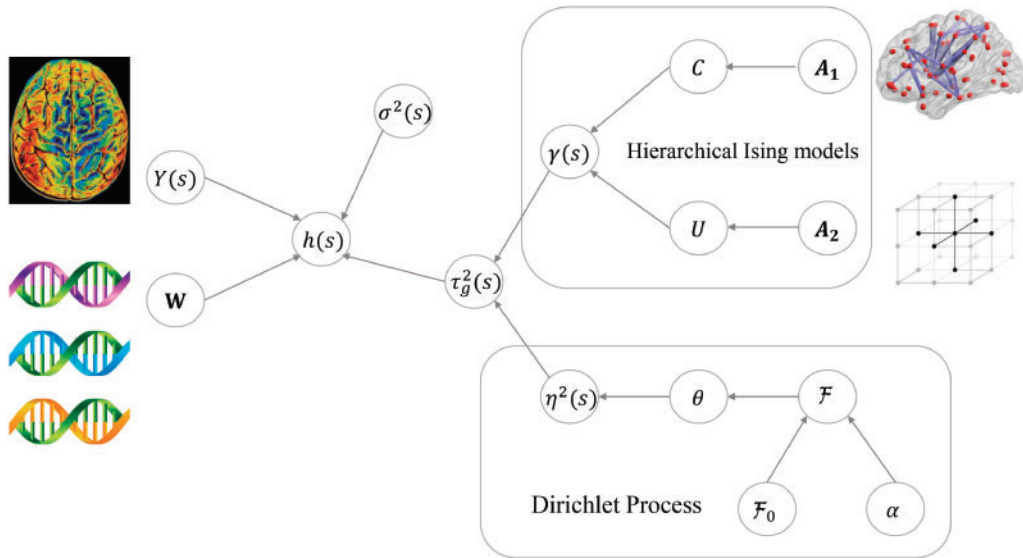 C
A₁
σ²(s)
γ(s)
Hierarchical Ising models
Y(s)
U
A₂
h(s)
τ²g(s)
W
η²(s)
θ
ℱ
Dirichlet Process
ℱ₀
α